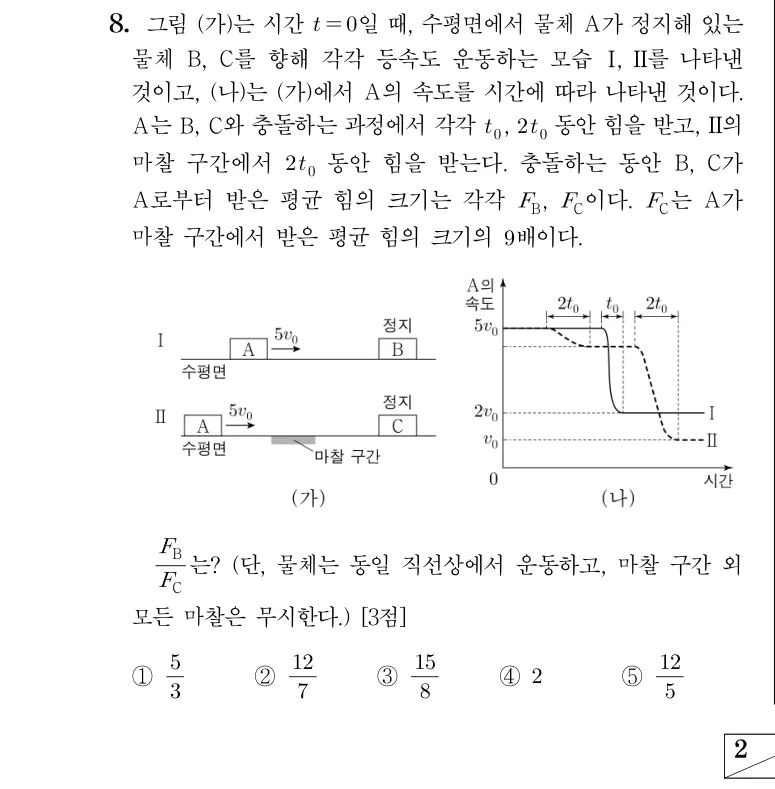 8. 그림 (가)는 시간 t=0일 때, 수평면에서 물체 A가 정지해 있는
물체 B, C를 향해 각각 등속도 운동하는 모습 Ⅰ, Ⅱ를 나타낸
것이고, (나)는 (가)에서 A의 속도를 시간에 따라 나타낸 것이다.
A는 B, C와 충돌하는 과정에서 각각 t₀, 2t₀ 동안 힘을 받고, Ⅱ의
마찰 구간에서 2t₀ 동안 힘을 받는다. 충돌하는 동안 B, C가
A로부터 받은 평균 힘의 크기는 각각 F_B, F_C이다. F_C는 A가
마찰 구간에서 받은 평균 힘의 크기의 9배이다.
Ⅰ
A
5v₀
정지
B
수평면
Ⅱ
A
5v₀
정지
C
수평면
마찰 구간
(가)
A의
속도
2t₀ t₀ 2t₀
5v₀
2v₀
Ⅰ
v₀
Ⅱ
0
시간
(나)
F_B/F_C는? (단, 물체는 동일 직선상에서 운동하고, 마찰 구간 외
모든 마찰은 무시한다.) [3점]
① 5/3 ② 12/7 ③ 15/8 ④ 2 ⑤ 12/5
2